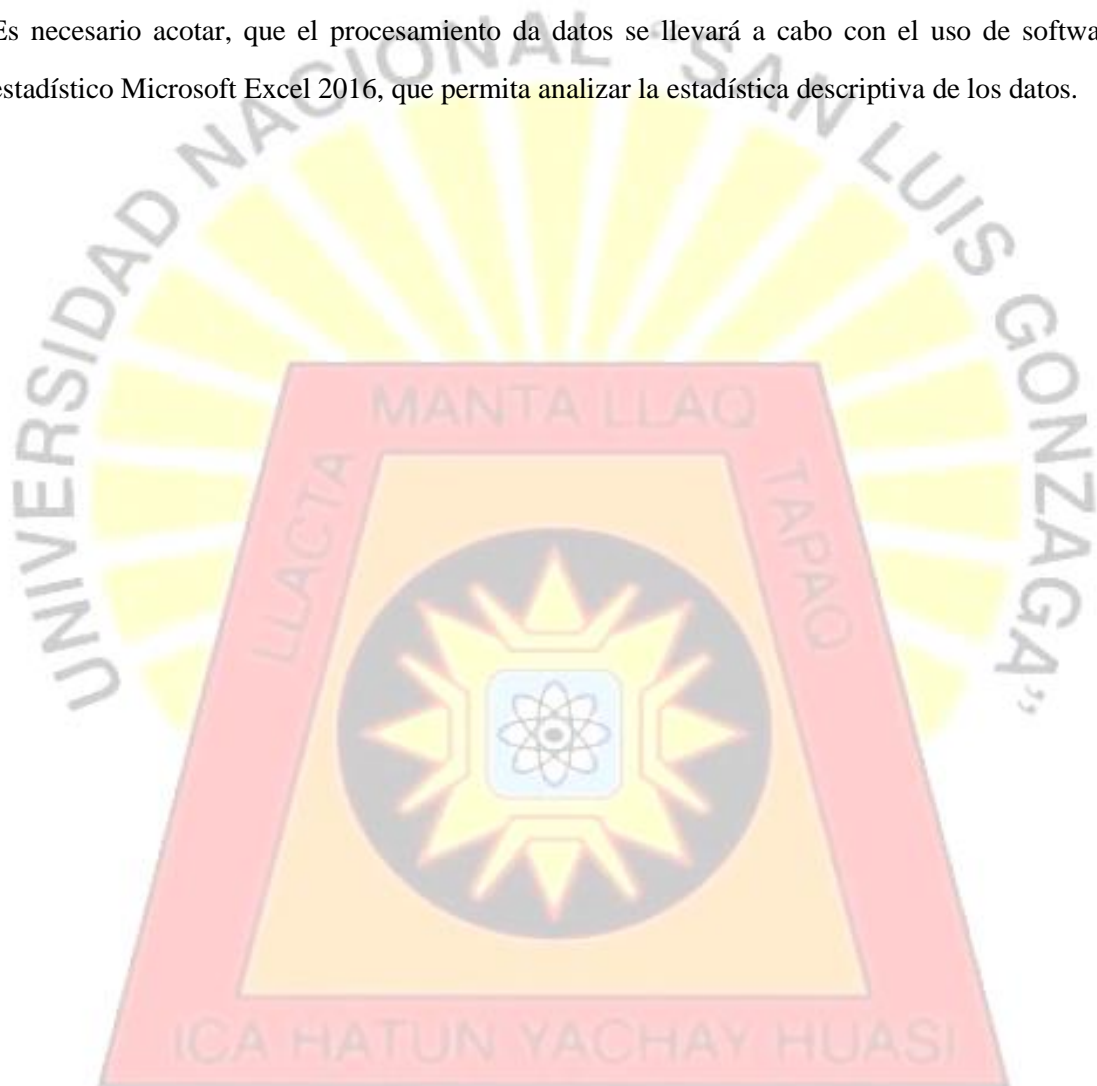 Es necesario acotar, que el procesamiento da datos se llevará a cabo con el uso de softwa
estadístico Microsoft Excel 2016, que permita analizar la estadística descriptiva de los datos.
UNIVERSIDAD NACIONAL "SAN LUIS GONZAGA"
MANTA LLAQ
LLACTA
TAPAQ
ICA HATUN YACHAY HUASI